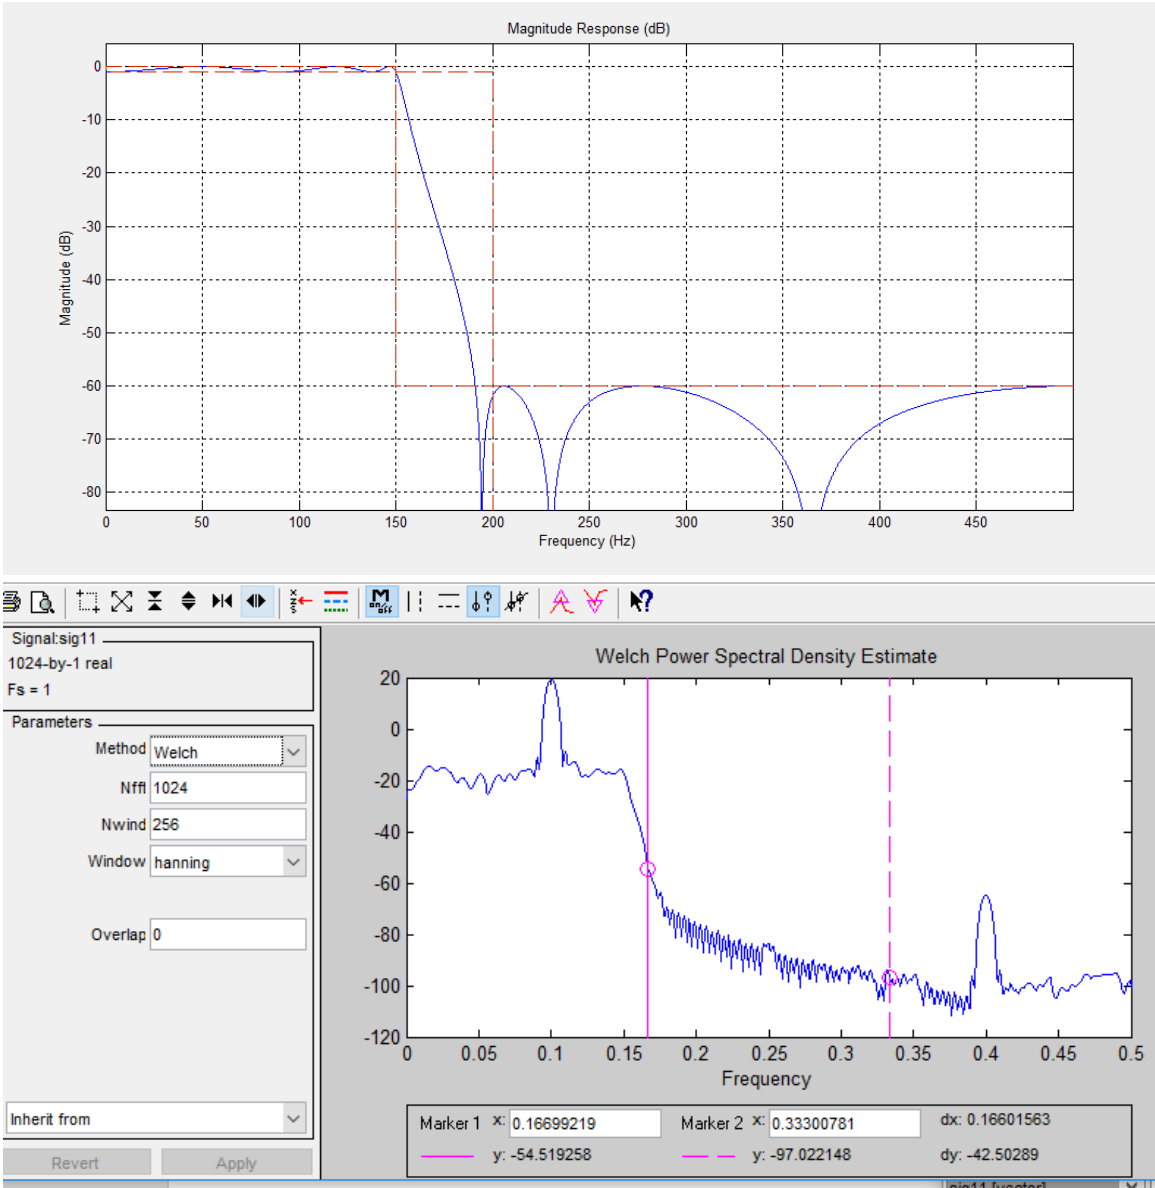 Magnitude Response (dB)
0
-10
-20
-30
-40
-50
-60
-70
-80
Magnitude (dB)
0 50 100 150 200 250 300 350 400 450
Frequency (Hz)
M
on/off
Signal:sig11
1024-by-1 real
Fs = 1
Parameters
Method Welch
Nfft 1024
Nwind 256
Window hanning
Overlap 0
Inherit from
Revert Apply
Welch Power Spectral Density Estimate
20
0
-20
-40
-60
-80
-100
-120
0 0.05 0.1 0.15 0.2 0.25 0.3 0.35 0.4 0.45 0.5
Frequency
Marker 1 x: 0.16699219 Marker 2 x: 0.33300781 dx: 0.16601563
y: -54.519258 y: -97.022148 dy: -42.50289
sig11 [vector]